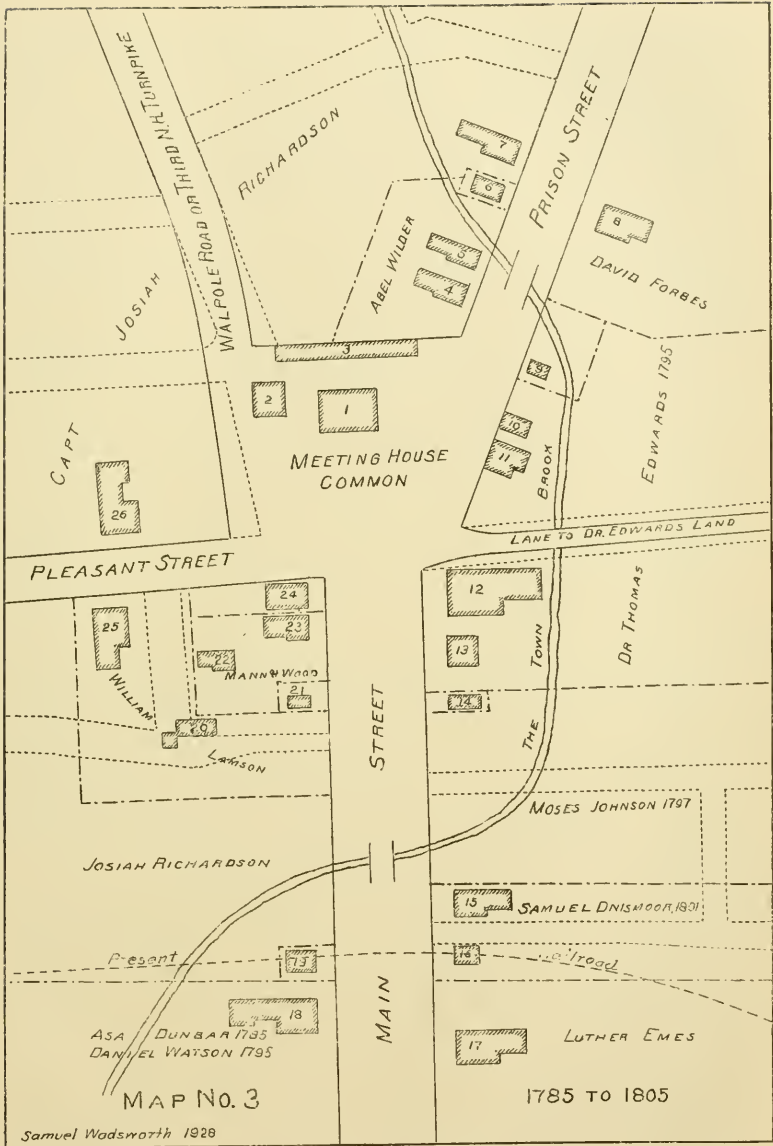 WALPOLE ROAD OR THIRD N.H. TURNPIKE
RICHARDSON
JOSIAH
CAPT
PRISON STREET
7
6
ABEL WILDER
5
4
3
8
DAVID FORBES
2
1
MEETING HOUSE
COMMON
9
10
11
BROOK
EDWARDS 1795
26
LANE TO DR. EDWARDS LAND
PLEASANT STREET
24
23
25
22
MANN & WOOD
21
WILLIAM
20
LAMSON
12
13
14
TOWN
THE
DR THOMAS
STREET
MAIN
MOSES JOHNSON 1797
JOSIAH RICHARDSON
15
SAMUEL DNISMOOR, 1801
Present
19
16
railroad
18
ASA DUNBAR 1785
DANIEL WATSON 1795
17
LUTHER EMES
MAP NO. 3
1785 TO 1805
Samuel Wadsworth 1928